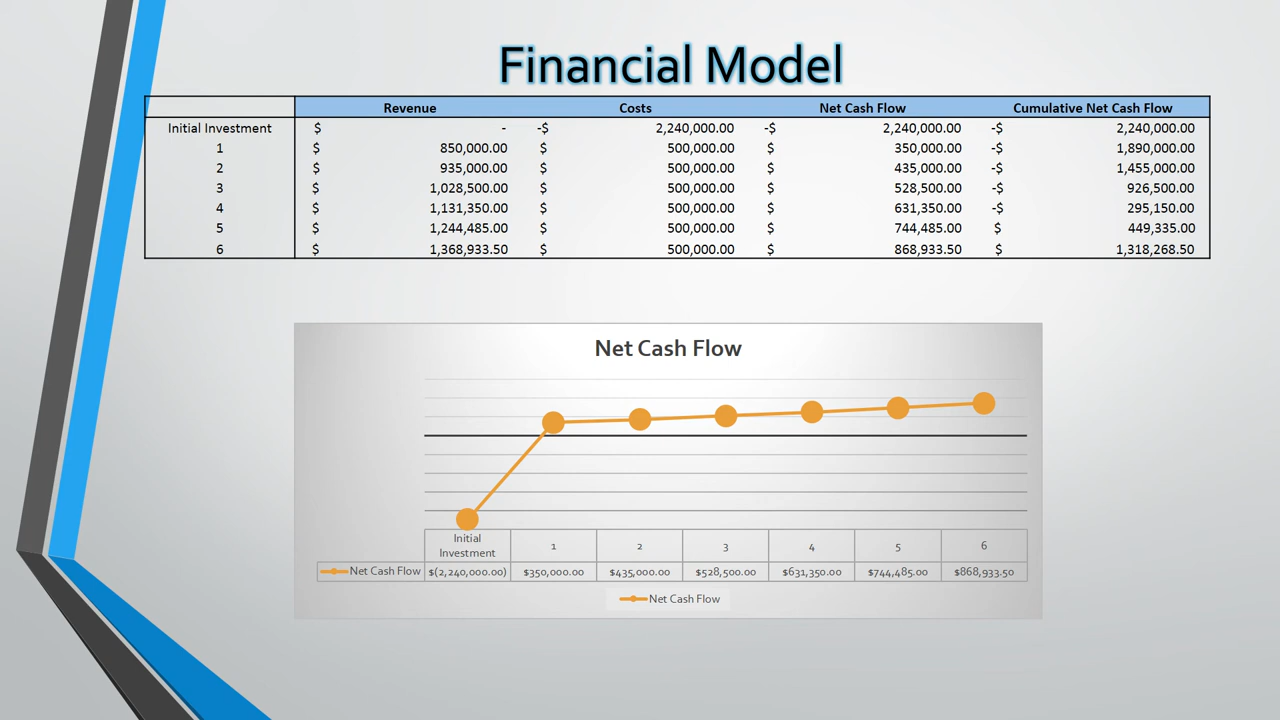 Financial Model
Revenue Costs Net Cash Flow Cumulative Net Cash Flow
Initial Investment $ - -$ 2,240,000.00 -$ 2,240,000.00 -$ 2,240,000.00
1 $ 850,000.00 $ 500,000.00 $ 350,000.00 -$ 1,890,000.00
2 $ 935,000.00 $ 500,000.00 $ 435,000.00 -$ 1,455,000.00
3 $ 1,028,500.00 $ 500,000.00 $ 528,500.00 -$ 926,500.00
4 $ 1,131,350.00 $ 500,000.00 $ 631,350.00 -$ 295,150.00
5 $ 1,244,485.00 $ 500,000.00 $ 744,485.00 $ 449,335.00
6 $ 1,368,933.50 $ 500,000.00 $ 868,933.50 $ 1,318,268.50
Net Cash Flow
Initial
Investment 1 2 3 4 5 6
Net Cash Flow $(2,240,000.00) $350,000.00 $435,000.00 $528,500.00 $631,350.00 $744,485.00 $868,933.50
Net Cash Flow